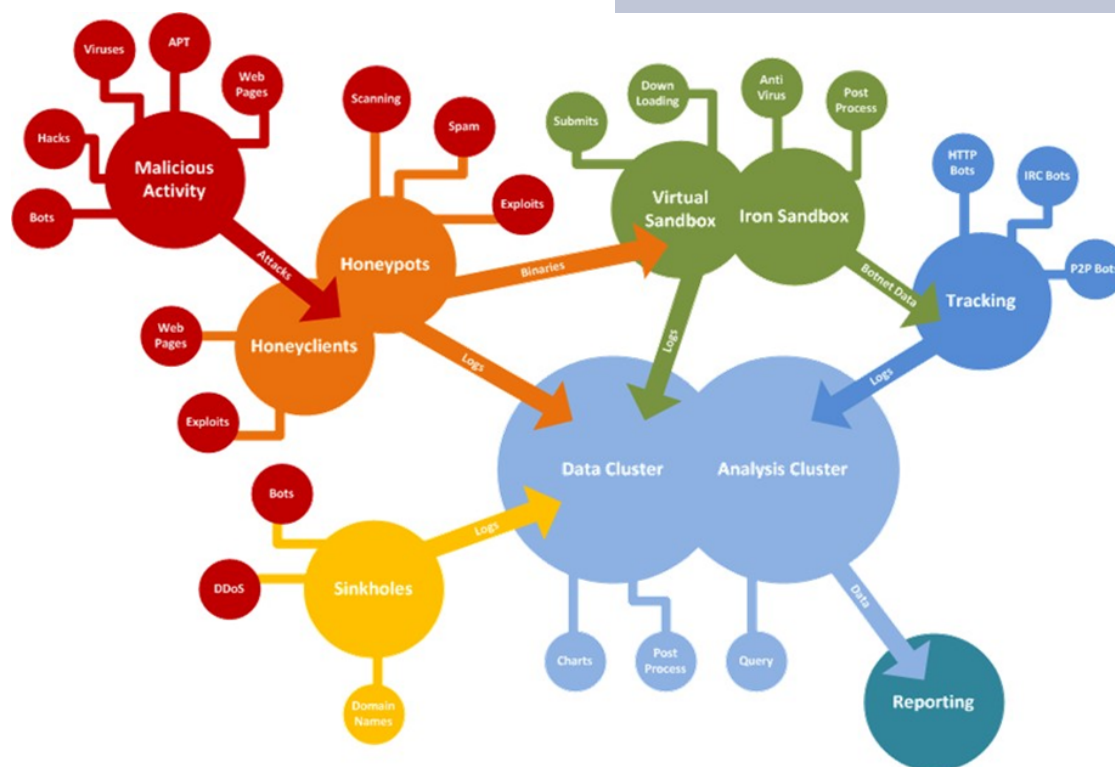 Viruses
APT
Web
Pages
Hacks
Malicious
Activity
Bots
Attacks
Scanning
Spam
Exploits
Honeypots
Honeyclients
Web
Pages
Exploits
Binaries
Logs
Submits
Down
Loading
Anti
Virus
Post
Process
Virtual
Sandbox
Iron Sandbox
Logs
Botnet Data
HTTP
Bots
IRC Bots
P2P Bots
Tracking
Logs
Data Cluster
Analysis Cluster
Bots
DDoS
Sinkholes
Logs
Domain
Names
Charts
Post
Process
Query
Data
Reporting